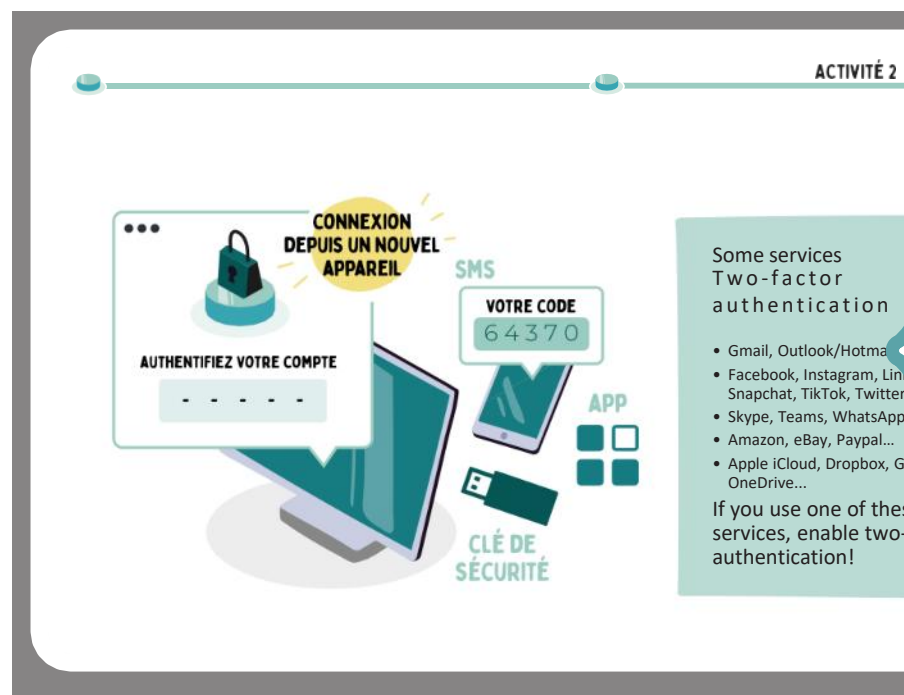 ACTIVITÉ 2
CONNEXION
DEPUIS UN NOUVEL
APPAREIL
AUTHENTIFIEZ VOTRE COMPTE
- - - - -
SMS
VOTRE CODE
64370
APP
CLÉ DE
SÉCURITÉ
Some services
Two-factor
authentication
• Gmail, Outlook/Hotma
• Facebook, Instagram, Lin
Snapchat, TikTok, Twitter
• Skype, Teams, WhatsApp
• Amazon, eBay, Paypal…
• Apple iCloud, Dropbox, G
OneDrive...
If you use one of thes
services, enable two-
authentication!